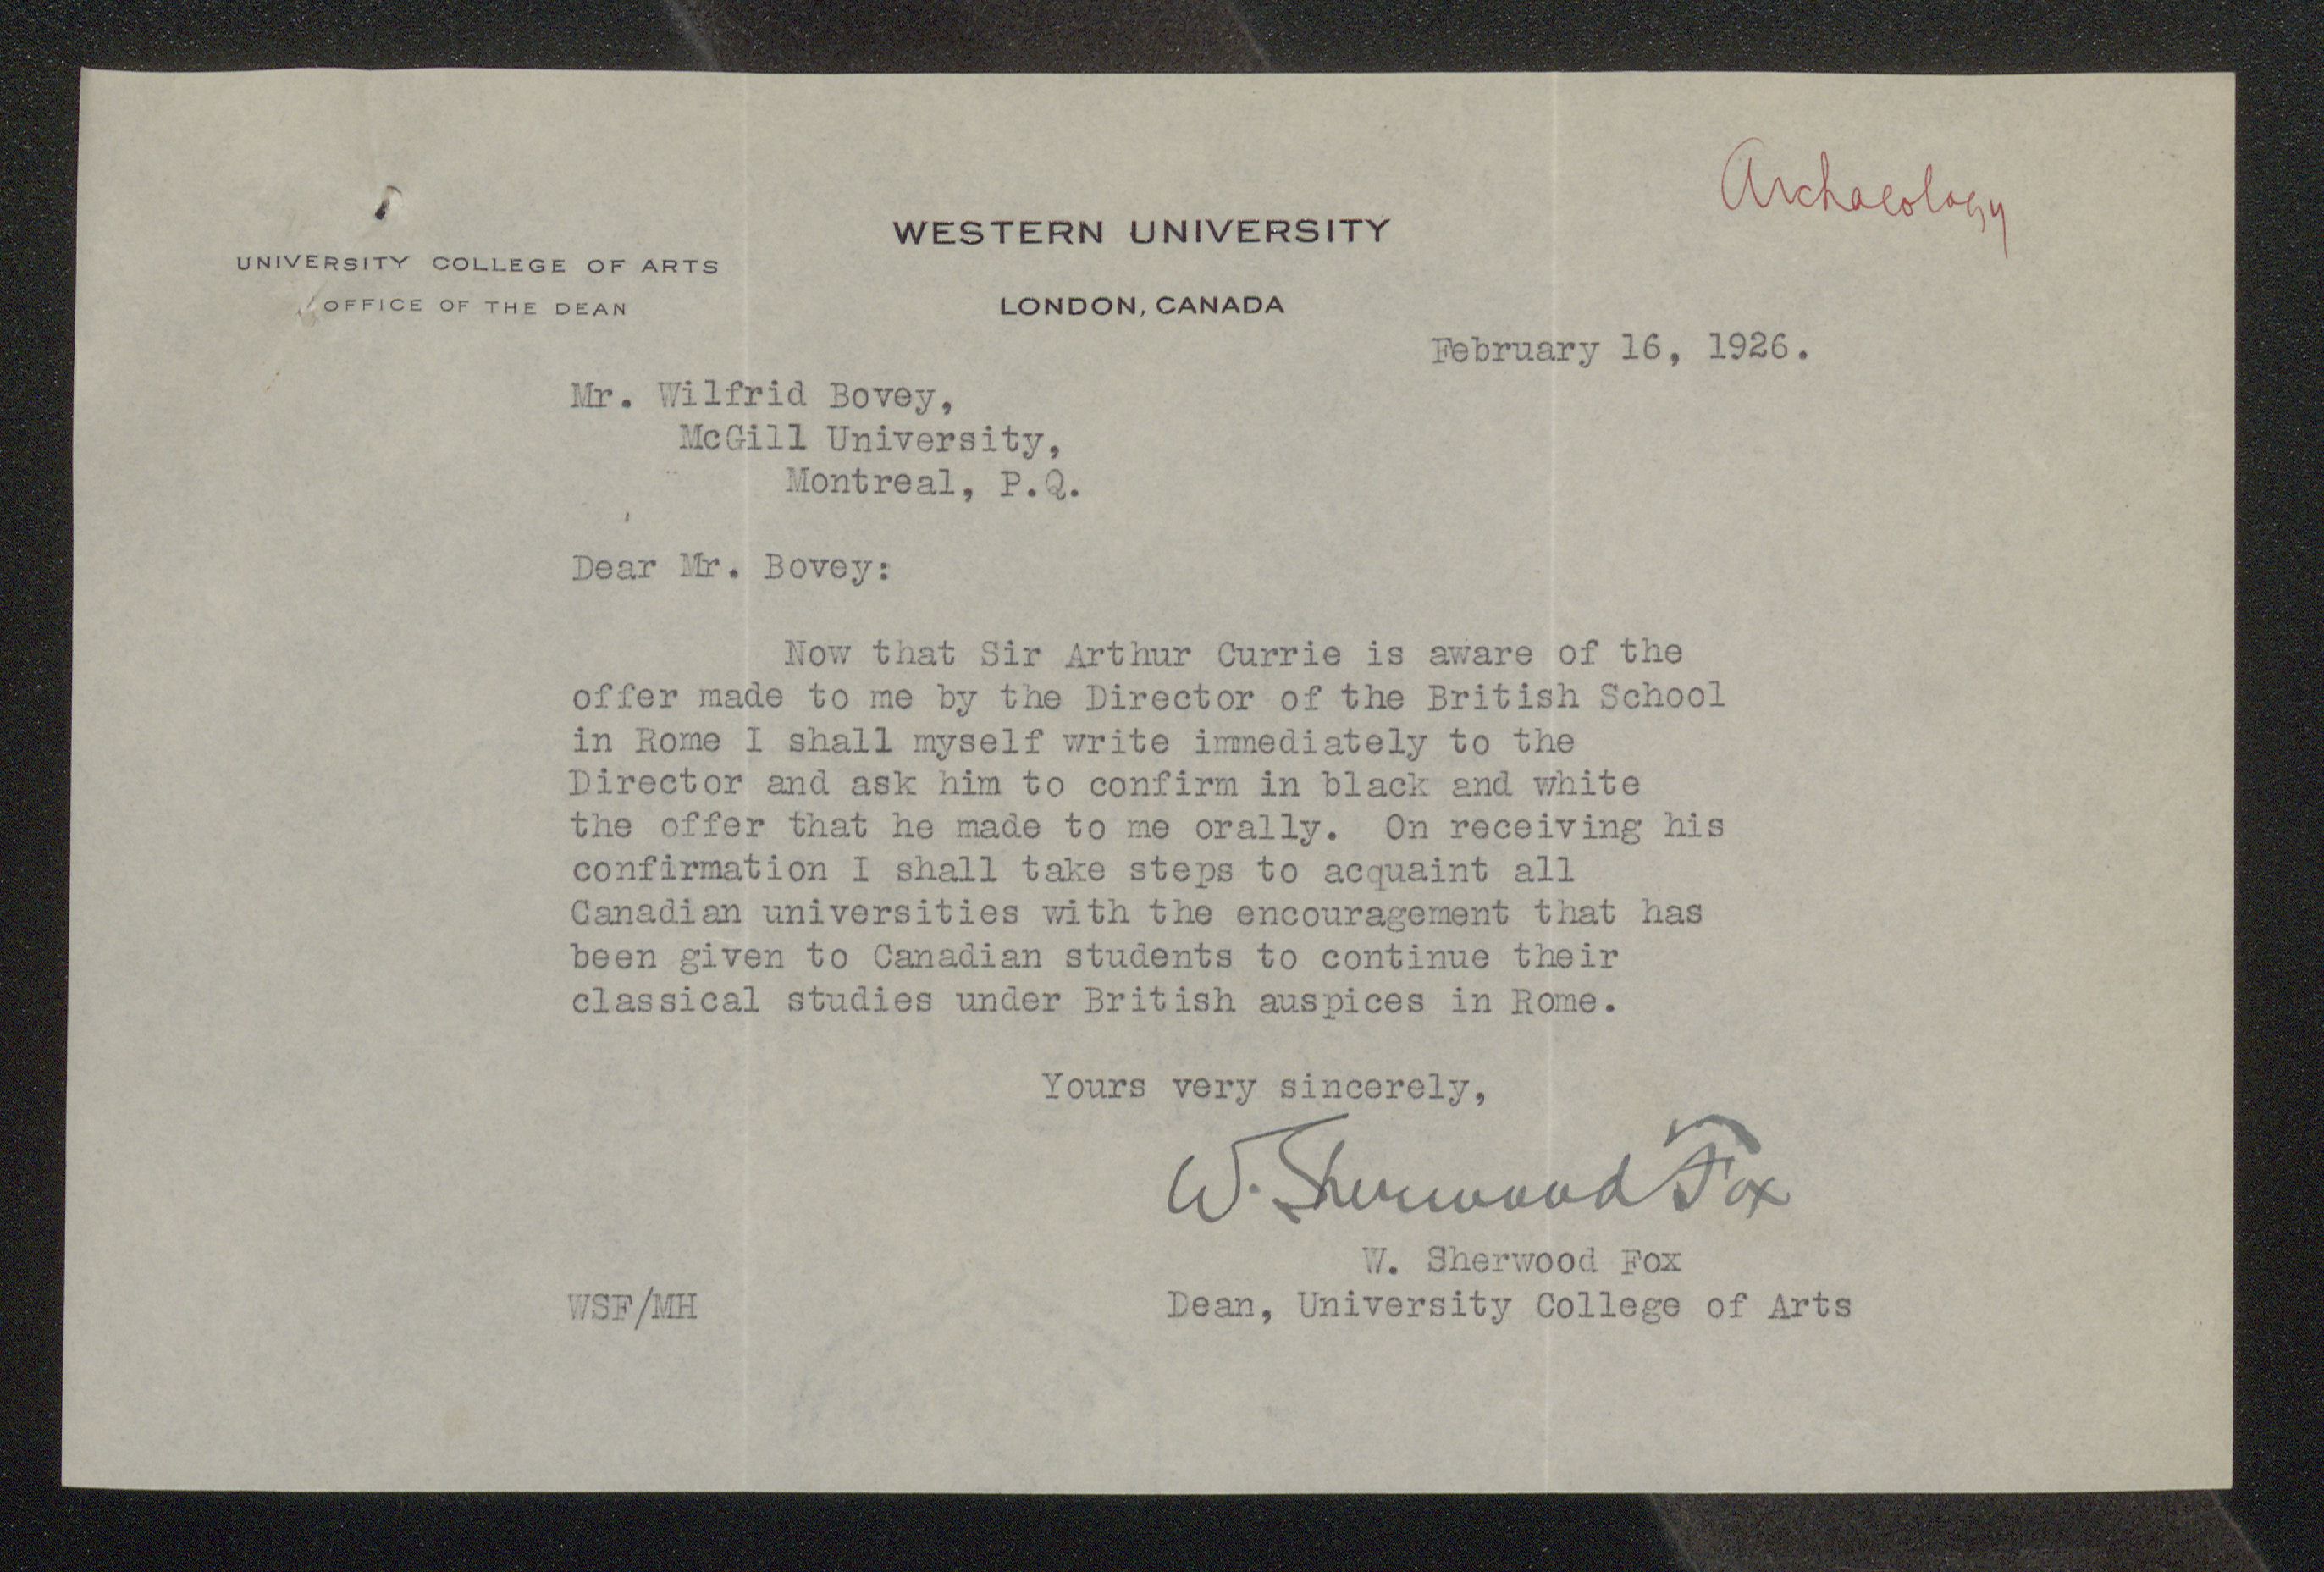 Archaeology
WESTERN UNIVERSITY
UNIVERSITY COLLEGE OF ARTS
OFFICE OF THE DEAN
LONDON, CANADA
February 16, 1926.
Mr. Wilfrid Bovey,
McGill University,
Montreal, P.Q.
Dear Mr. Bovey:
Now that Sir Arthur Currie is aware of the
offer made to me by the Director of the British School
in Rome I shall myself write immediately to the
Director and ask him to confirm in black and white
the offer that he made to me orally. On receiving his
confirmation I shall take steps to acquaint all
Canadian universities with the encouragement that has
been given to Canadian students to continue their
classical studies under British auspices in Rome.
Yours very sincerely,
W. Sherwood Fox
W. Sherwood Fox
WSF/MH
Dean, University College of Arts